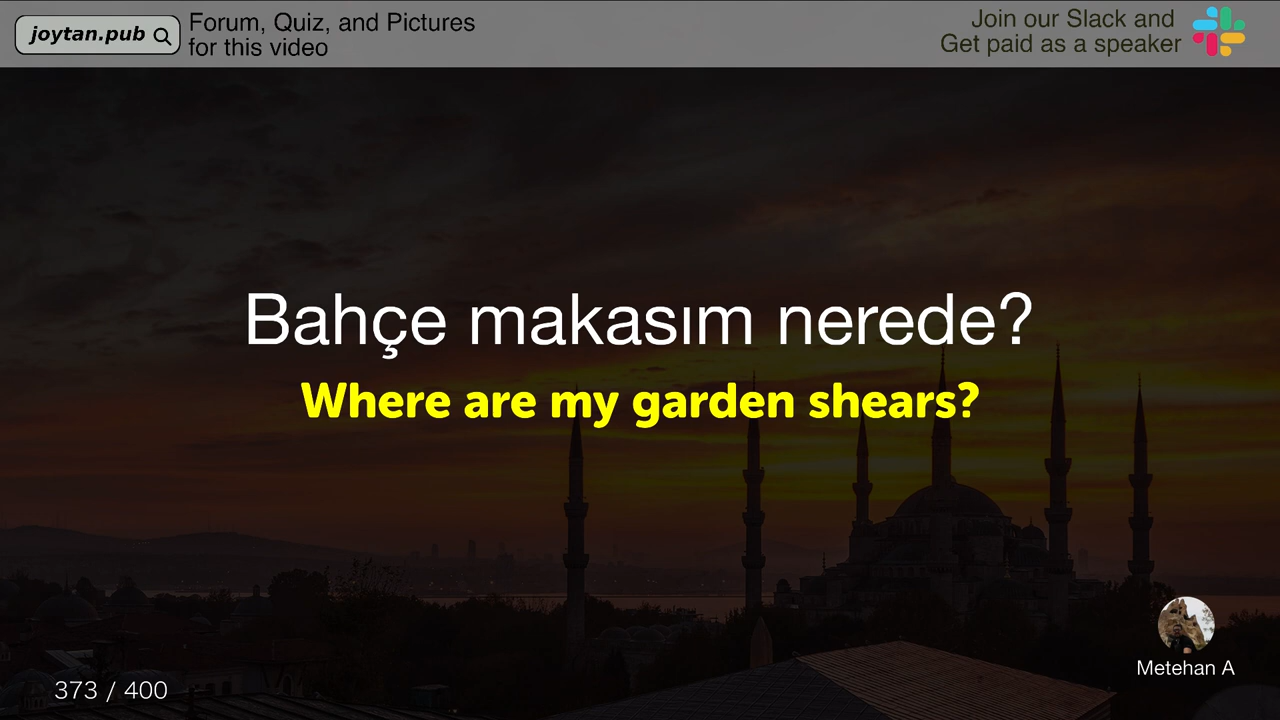 joytan.pub
Forum, Quiz, and Pictures
for this video
Join our Slack and
Get paid as a speaker
Bahçe makasım nerede?
Where are my garden shears?
Metehan A
373 / 400